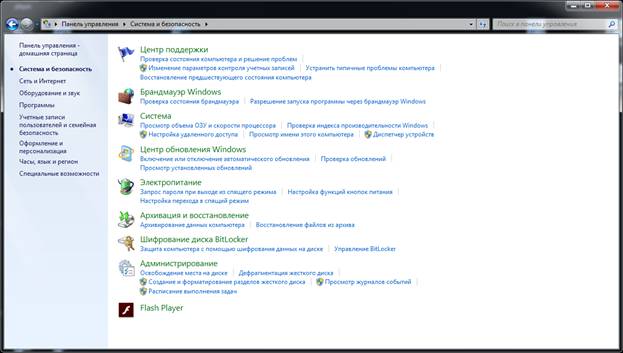 Панель управления ▸ Система и безопасность ▸
Поиск в панели управления
Панель управления -
домашняя страница
Система и безопасность
Сеть и Интернет
Оборудование и звук
Программы
Учетные записи
пользователей и семейная
безопасность
Оформление и
персонализация
Часы, язык и регион
Специальные возможности
Центр поддержки
Проверка состояния компьютера и решение проблем
Изменение параметров контроля учетных записей Устранить типичные проблемы компьютера
Восстановление предшествующего состояния компьютера
Брандмауэр Windows
Проверка состояния брандмауэра Разрешение запуска программы через брандмауэр Windows
Система
Просмотр объема ОЗУ и скорости процессора Проверка индекса производительности Windows
Настройка удаленного доступа Просмотр имени этого компьютера Диспетчер устройств
Центр обновления Windows
Включение или отключение автоматического обновления Проверка обновлений
Просмотр установленных обновлений
Электропитание
Запрос пароля при выходе из спящего режима Настройка функций кнопок питания
Настройка перехода в спящий режим
Архивация и восстановление
Архивирование данных компьютера Восстановление файлов из архива
Шифрование диска BitLocker
Защита компьютера с помощью шифрования данных на диске Управление BitLocker
Администрирование
Освобождение места на диске Дефрагментация жесткого диска
Создание и форматирование разделов жесткого диска Просмотр журналов событий
Расписание выполнения задач
Flash Player